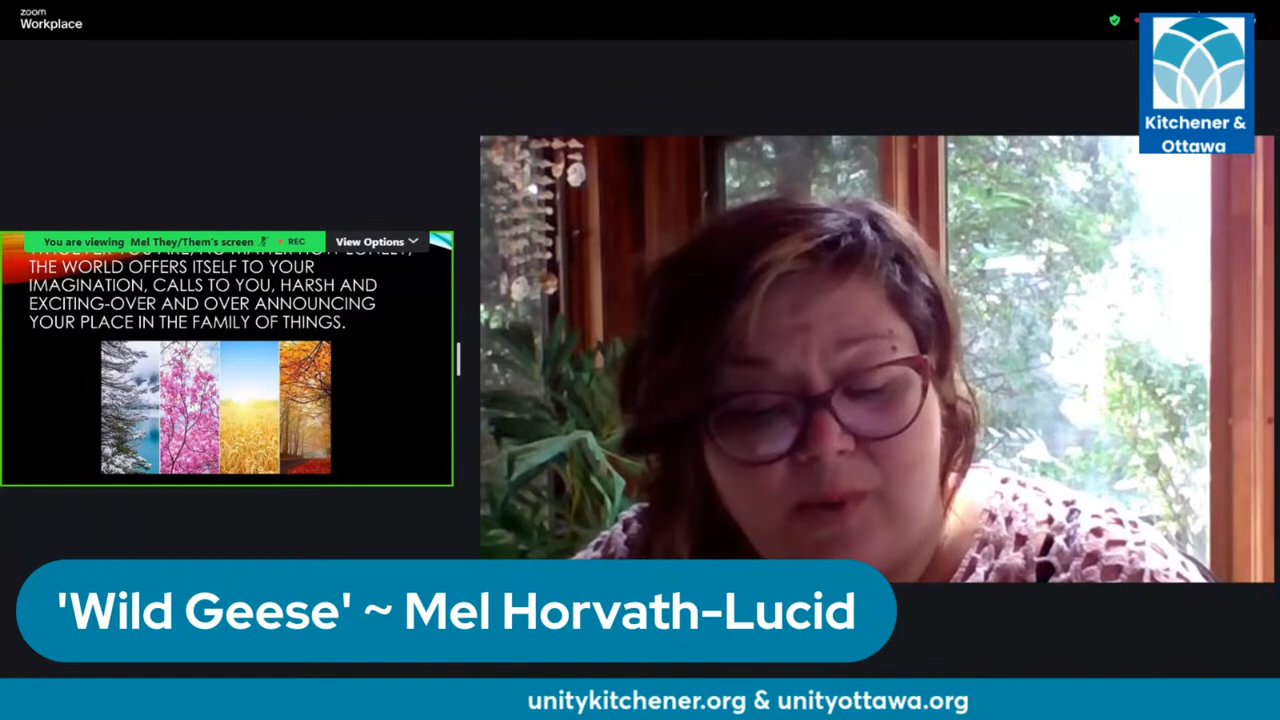 zoom
Workplace
Kitchener &
Ottawa
You are viewing Mel They/Them's screen REC View Options
THE WORLD OFFERS ITSELF TO YOUR
IMAGINATION, CALLS TO YOU, HARSH AND
EXCITING-OVER AND OVER ANNOUNCING
YOUR PLACE IN THE FAMILY OF THINGS.
'Wild Geese' ~ Mel Horvath-Lucid
unitykitchener.org & unityottawa.org